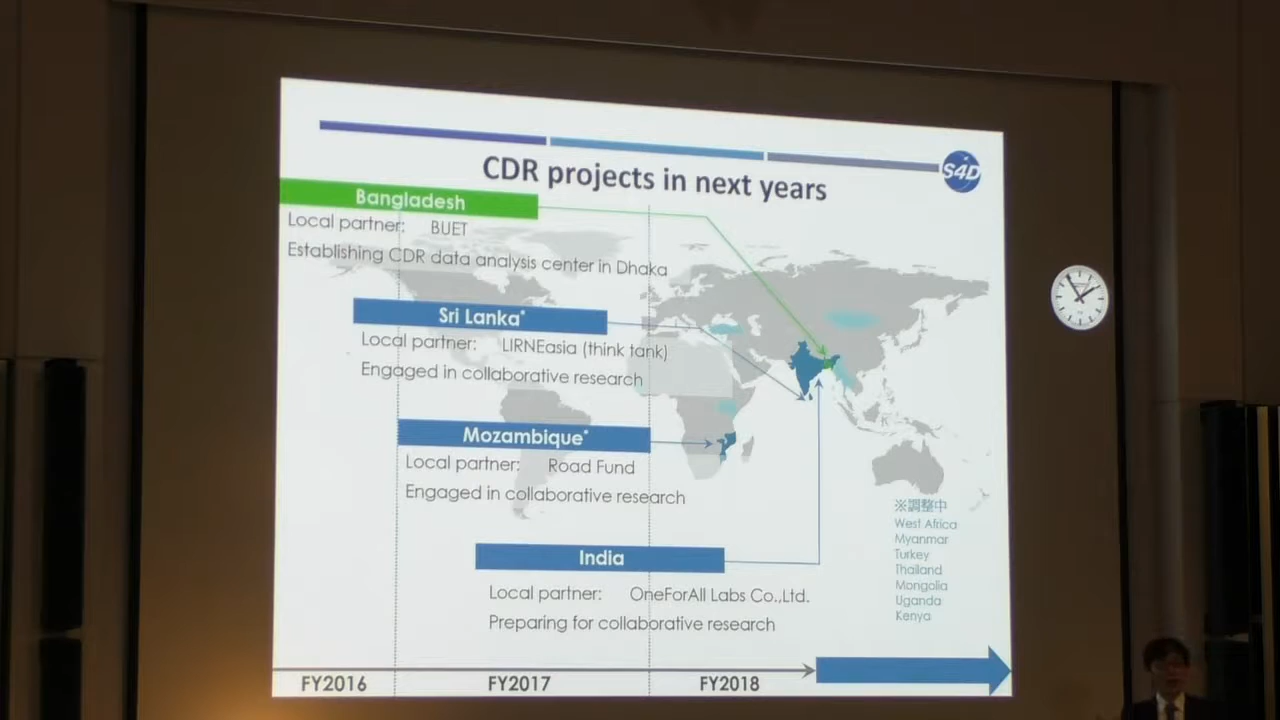 CDR projects in next years
S4D
Bangladesh
Local partner: BUET
Establishing CDR data analysis center in Dhaka
Sri Lanka*
Local partner: LIRNEasia (think tank)
Engaged in collaborative research
Mozambique*
Local partner: Road Fund
Engaged in collaborative research
India
Local partner: OneForAll Labs Co.,Ltd.
Preparing for collaborative research
※調整中
West Africa
Myanmar
Turkey
Thailand
Mongolia
Uganda
Kenya
FY2016 FY2017 FY2018